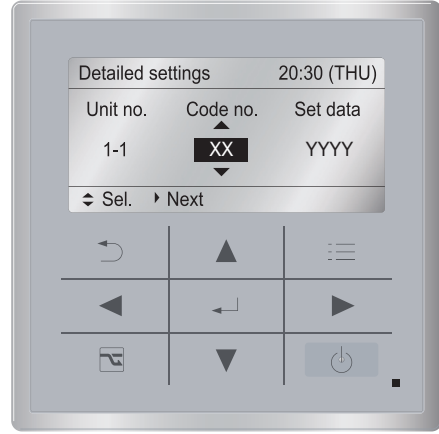 Detailed settings 20:30 (THU)
Unit no. Code no. Set data
1-1 XX YYYY
Sel. Next